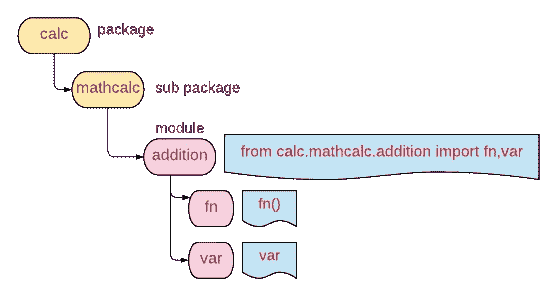 calc package
mathcalc sub package
module
addition from calc.mathcalc.addition import fn,var
fn fn()
var var